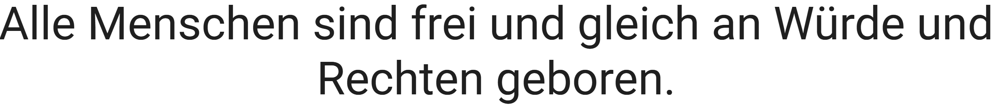 Alle Menschen sind frei und gleich an Würde und
Rechten geboren.